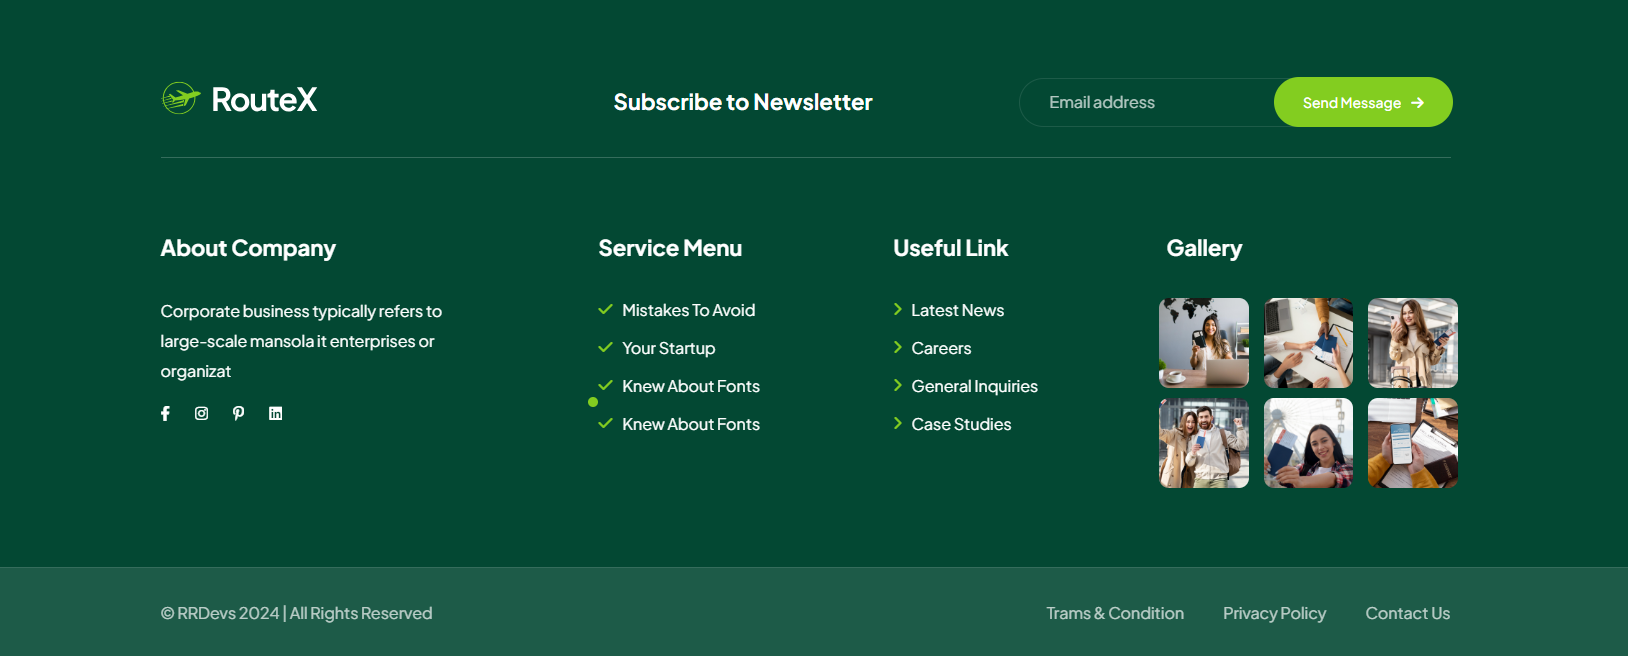 RouteX
Subscribe to Newsletter
Email address
Send Message
About Company
Corporate business typically refers to
large-scale mansola it enterprises or
organizat
Service Menu
Mistakes To Avoid
Your Startup
Knew About Fonts
Knew About Fonts
Useful Link
Latest News
Careers
General Inquiries
Case Studies
Gallery
© RRDevs 2024 | All Rights Reserved
Trams & Condition
Privacy Policy
Contact Us